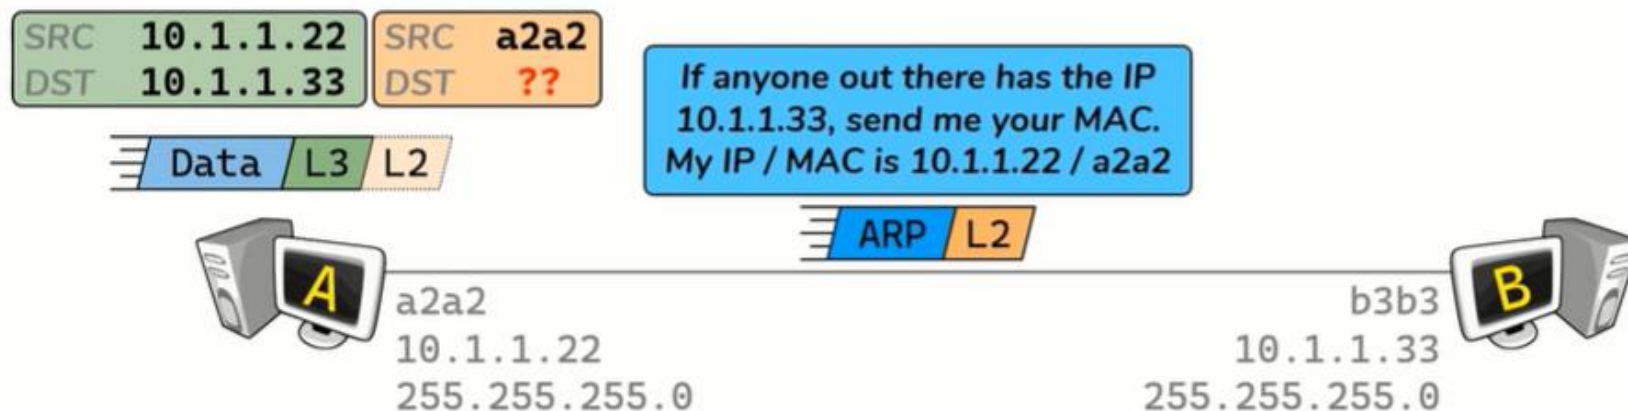 SRC 10.1.1.22
DST 10.1.1.33
SRC a2a2
DST ??
If anyone out there has the IP
10.1.1.33, send me your MAC.
My IP / MAC is 10.1.1.22 / a2a2
Data L3 L2
ARP L2
A
a2a2
10.1.1.22
255.255.255.0
b3b3
10.1.1.33
255.255.255.0
B